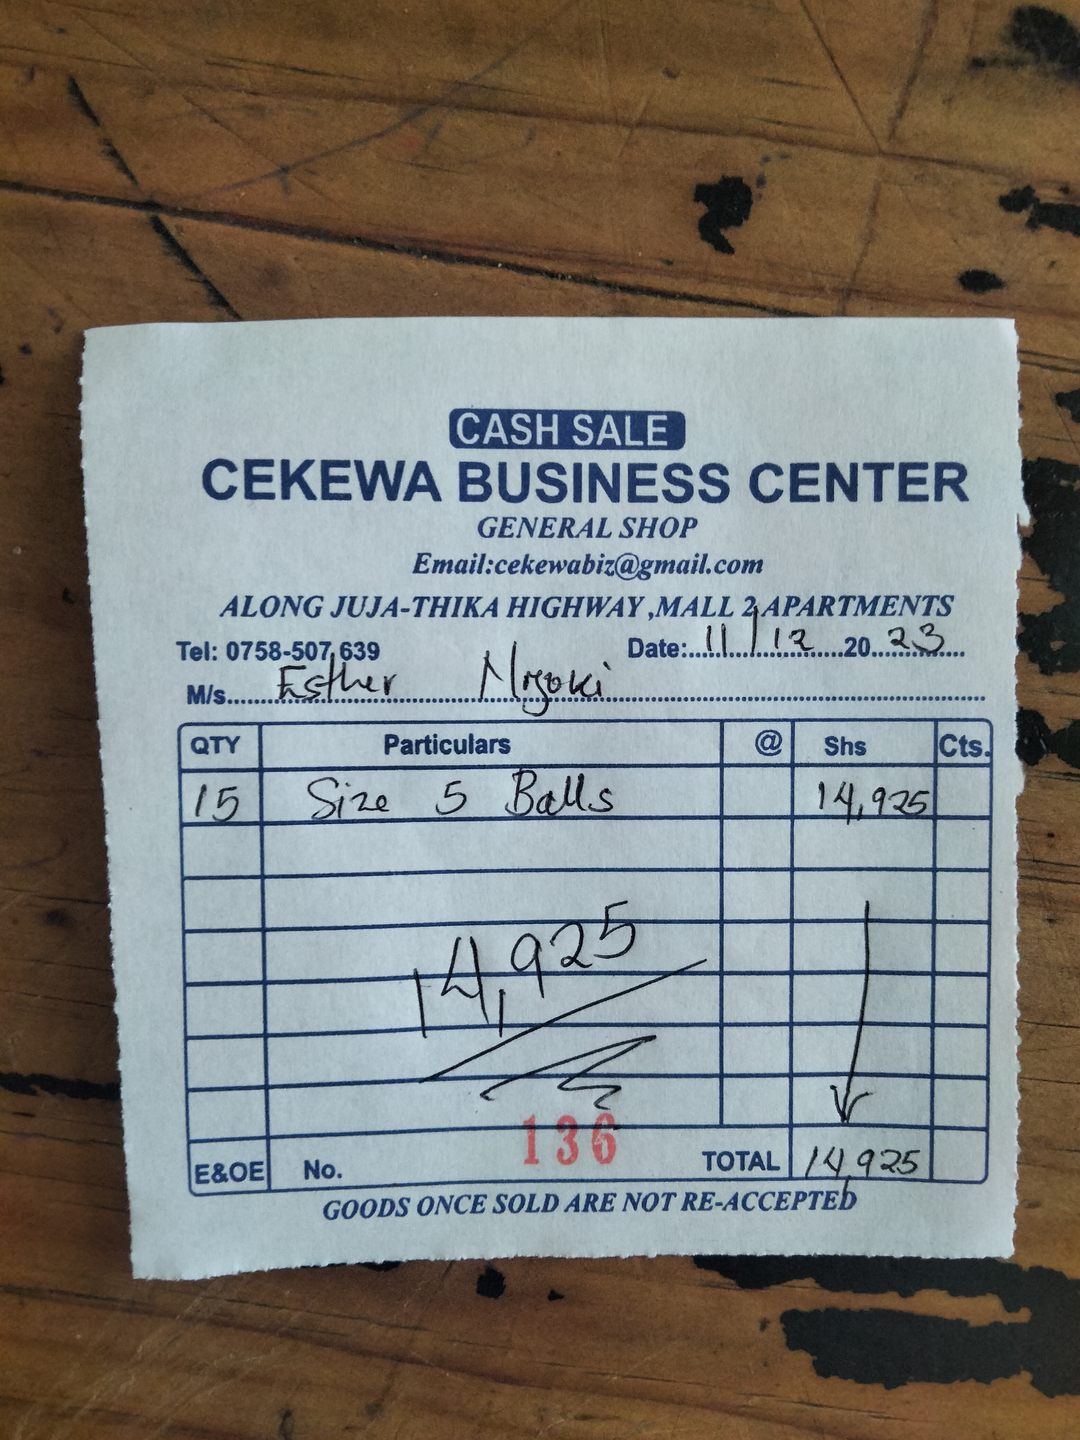 CASH SALE
CEKEWA BUSINESS CENTER
GENERAL SHOP
Email:cekewabiz@gmail.com
ALONG JUJA-THIKA HIGHWAY ,MALL 2 APARTMENTS
Tel: 0758-507 639 Date:..11/12..20..23..
M/s....Esther
QTY Particulars @ Shs Cts.
15 Size 5 Balls 14,925
14,925
136
E&OE No. TOTAL 14,925
GOODS ONCE SOLD ARE NOT RE-ACCEPTED